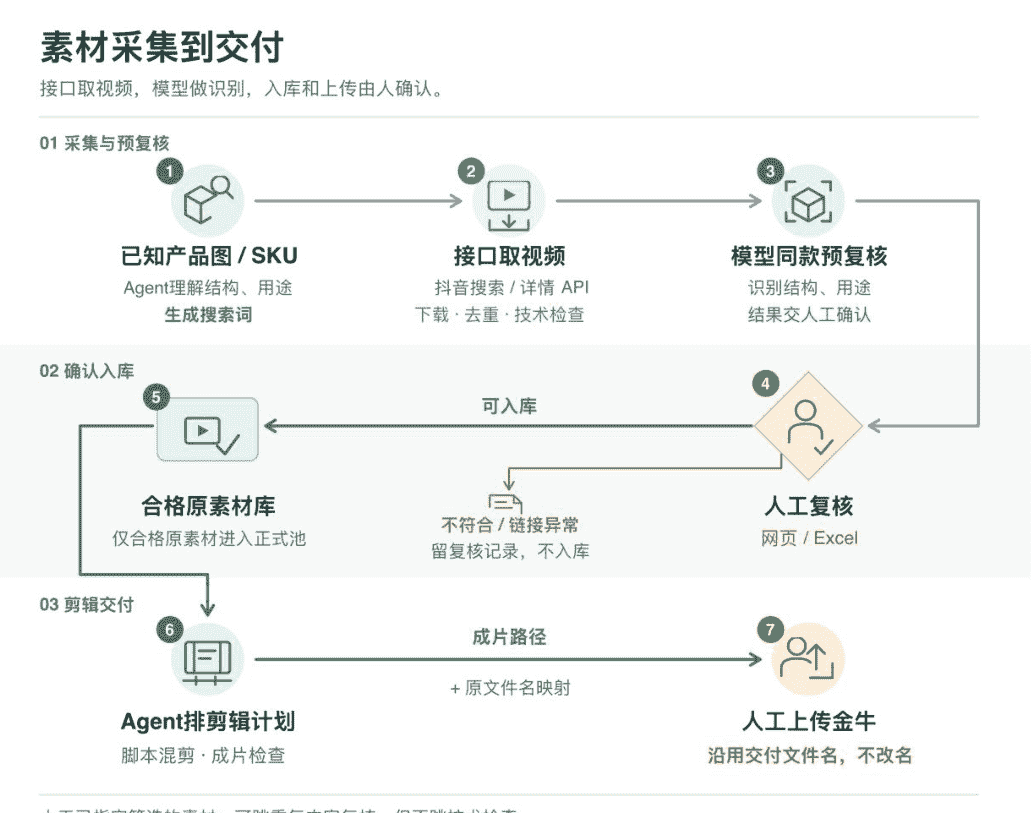 素材采集到交付
接口取视频，模型做识别，入库和上传由人确认。
01 采集与预复核
1
2
3
已知产品图 / SKU
接口取视频
模型同款预复核
Agent理解结构、用途
抖音搜索 / 详情 API
识别结构、用途
生成搜索词
下载 · 去重 · 技术检查
结果交人工确认
02 确认入库
5
可入库
4
合格原素材库
不符合 / 链接异常
人工复核
仅合格原素材进入正式池
留复核记录，不入库
网页 / Excel
03 剪辑交付
6
成片路径
7
+ 原文件名映射
Agent排剪辑计划
人工上传金牛
脚本混剪 · 成片检查
沿用交付文件名，不改名